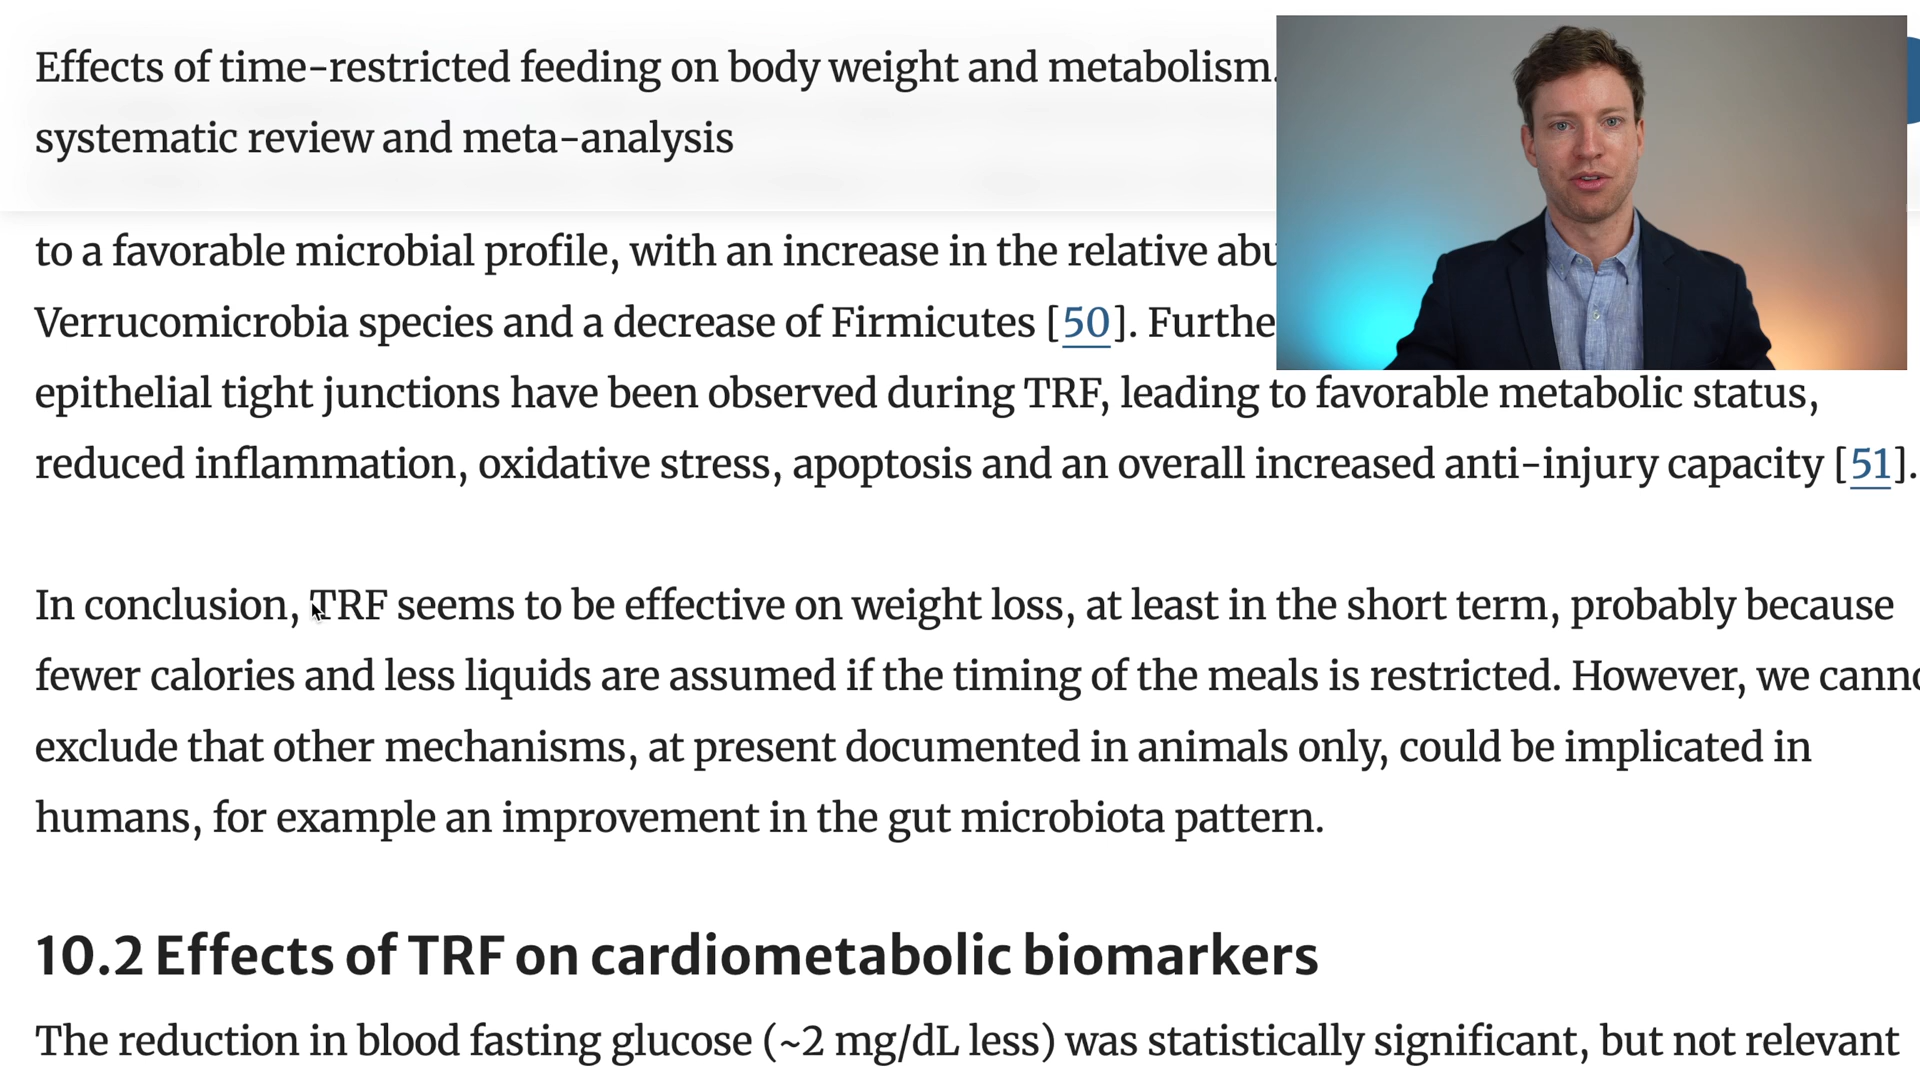 Effects of time-restricted feeding on body weight and metabolism.
systematic review and meta-analysis
to a favorable microbial profile, with an increase in the relative
Verrucomicrobia species and a decrease of Firmicutes [50].
epithelial tight junctions have been observed during TRF, leading to favorable metabolic status,
reduced inflammation, oxidative stress, apoptosis and an overall increased anti-injury capacity [51].
In conclusion, TRF seems to be effective on weight loss, at least in the short term, probably because
fewer calories and less liquids are assumed if the timing of the meals is restricted. However, we
exclude that other mechanisms, at present documented in animals only, could be implicated in
humans, for example an improvement in the gut microbiota pattern.
10.2 Effects of TRF on cardiometabolic biomarkers
The reduction in blood fasting glucose (~2 mg/dL less) was statistically significant, but not relevant